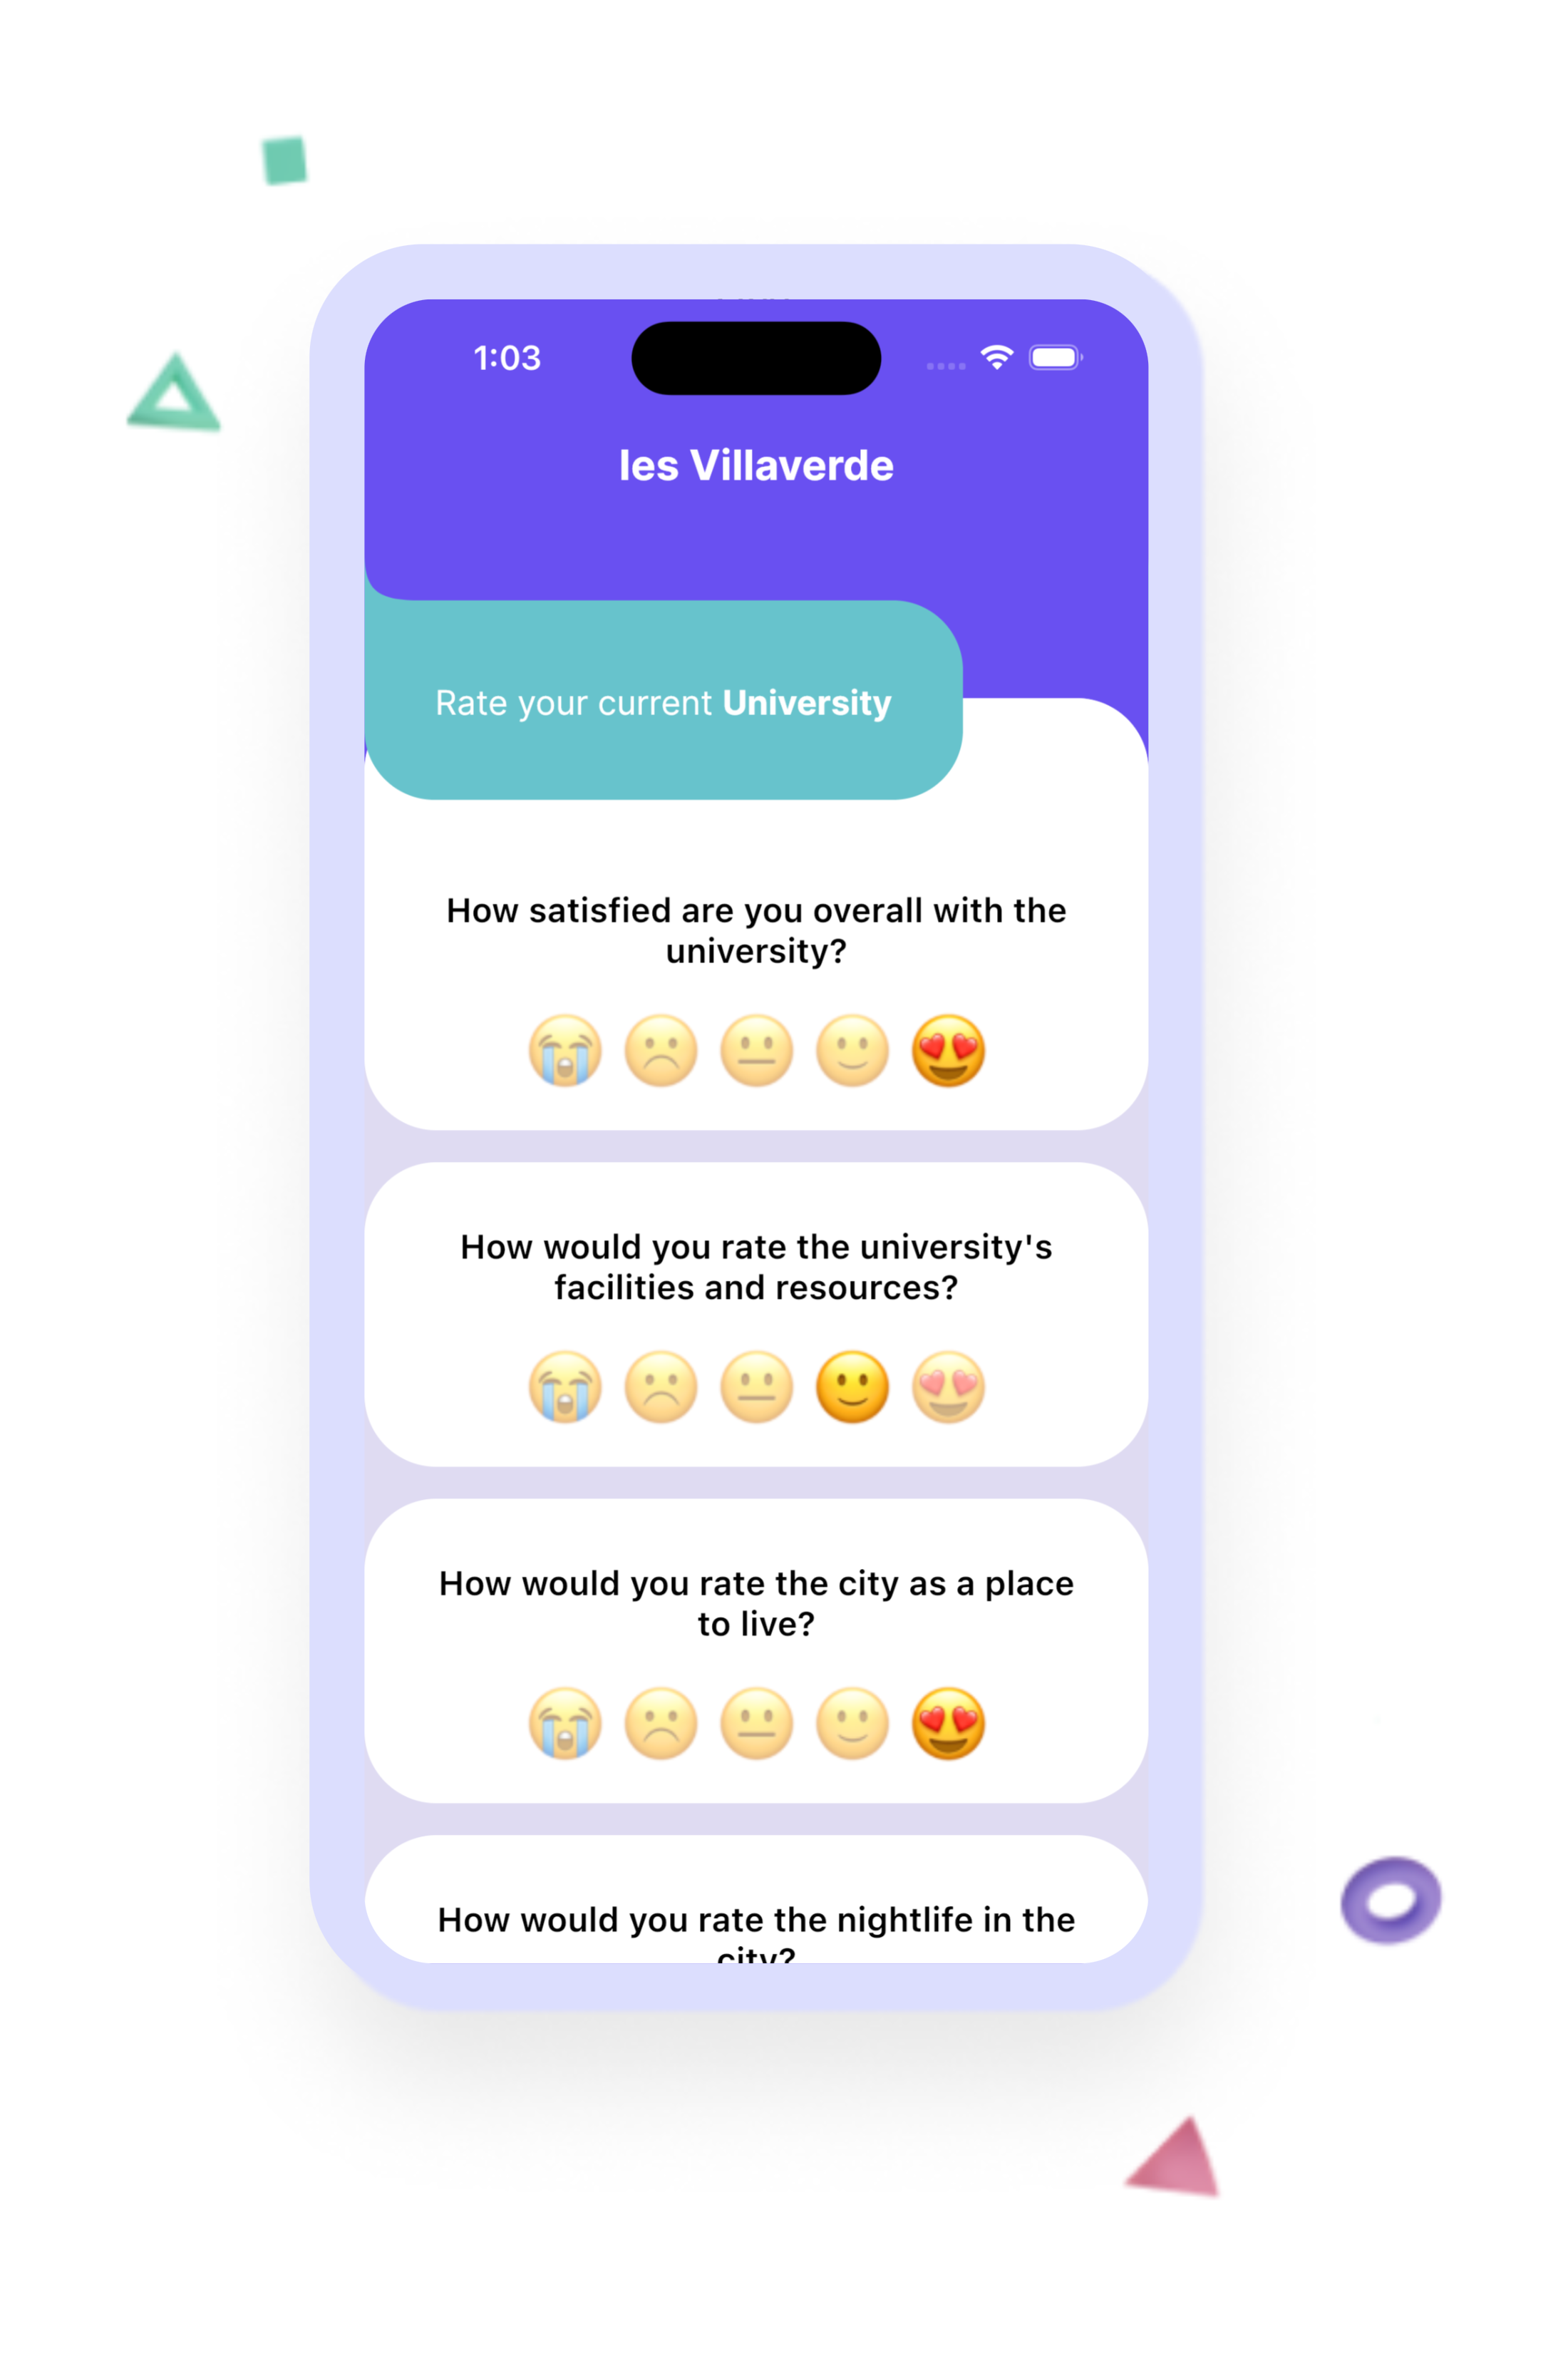 1:03
Ies Villaverde
Rate your current University
How satisfied are you overall with the
university?
How would you rate the university's
facilities and resources?
How would you rate the city as a place
to live?
How would you rate the nightlife in the
city?